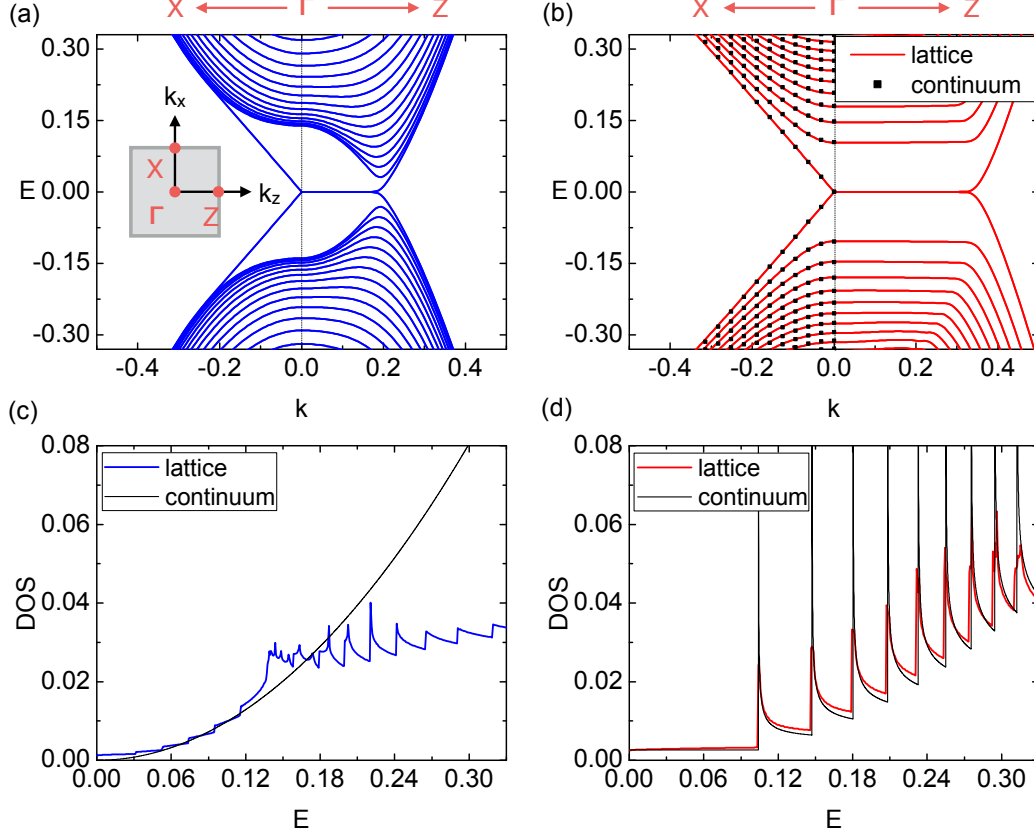 X Γ Z
X Γ Z
(a)
(b)
0.30
0.15
E 0.00
-0.15
-0.30
-0.4 -0.2 0.0 0.2 0.4
k
k_x
X
Γ
Z
k_z
0.30
0.15
E 0.00
-0.15
-0.30
-0.4 -0.2 0.0 0.2 0.4
k
lattice
continuum
(c)
(d)
0.08
0.06
0.04
0.02
0.00
DOS
0.00 0.06 0.12 0.18 0.24 0.30
E
lattice
continuum
0.08
0.06
0.04
0.02
0.00
DOS
0.00 0.06 0.12 0.18 0.24 0.30
E
lattice
continuum